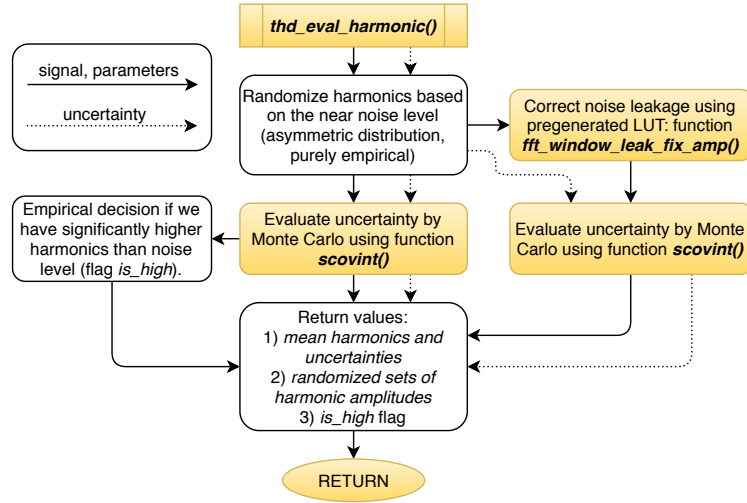 thd_eval_harmonic()
signal, parameters
uncertainty
Randomize harmonics based
on the near noise level
(asymmetric distribution,
purely empirical)
Correct noise leakage using
pregenerated LUT: function
fft_window_leak_fix_amp()
Empirical decision if we
have significantly higher
harmonics than noise
level (flag is_high).
Evaluate uncertainty by
Monte Carlo using function
scovint()
Evaluate uncertainty by Monte
Carlo using function scovint()
Return values:
1) mean harmonics and
uncertainties
2) randomized sets of
harmonic amplitudes
3) is_high flag
RETURN